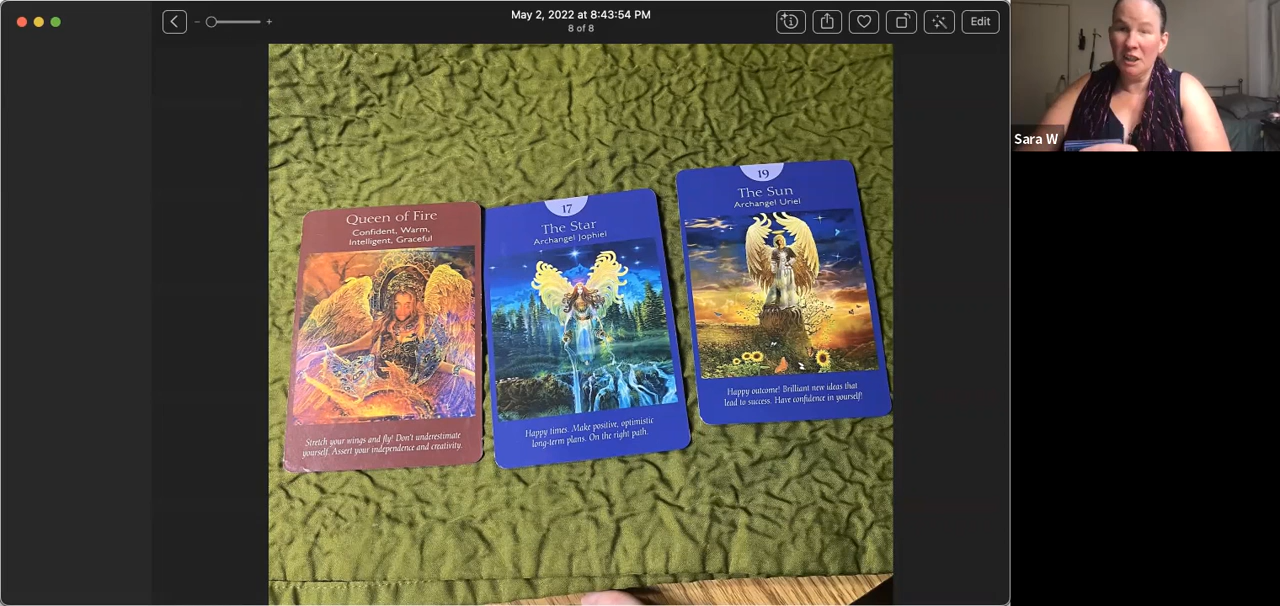 May 2, 2022 at 8:43:54 PM
8 of 8
Edit
Sara W
Queen of Fire
Confident, Warm,
Intelligent, Graceful
Stretch your wings and fly! Don't underestimate
yourself. Assert your independence and creativity.
17
The Star
Archangel Jophiel
Happy times. Make positive, optimistic
long-term plans. On the right path.
19
The Sun
Archangel Uriel
Happy outcome! Brilliant new ideas that
lead to success. Have confidence in yourself!